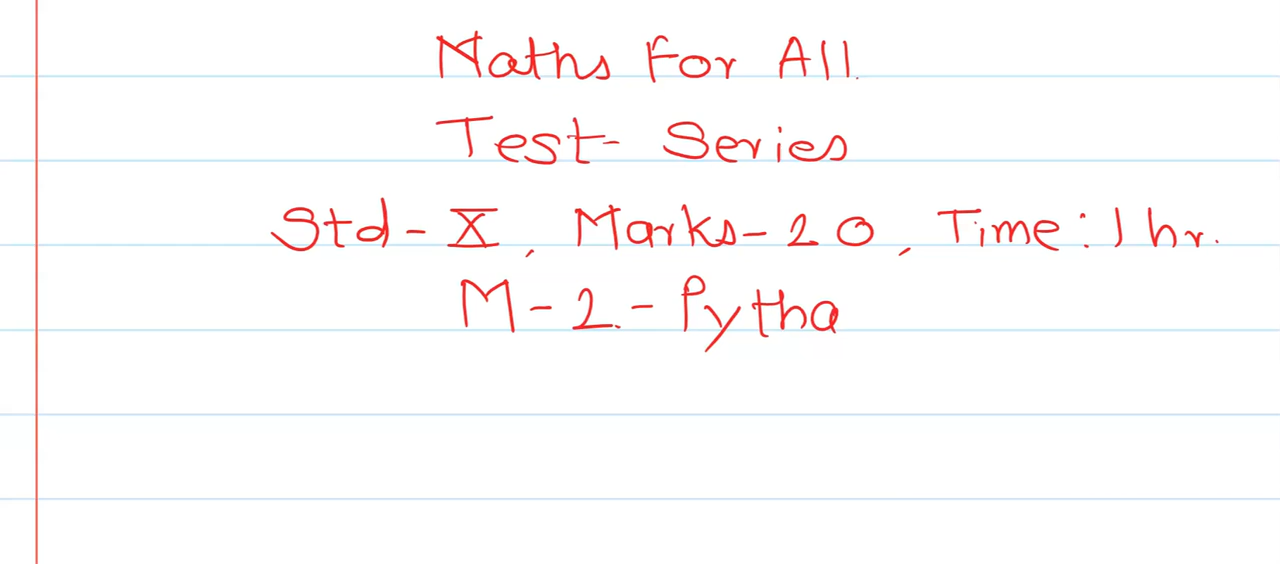 Maths For All.
Test- Series
Std - X, Marks-20, Time: 1 hr.
M-2.- Pytha